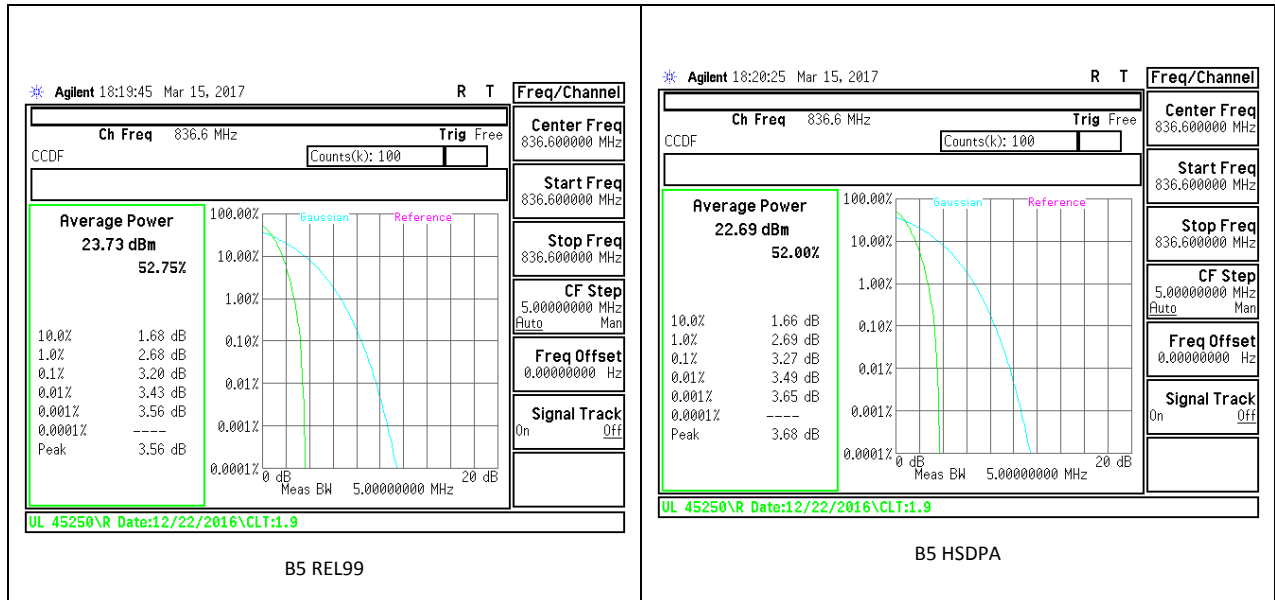 Agilent 18:19:45 Mar 15, 2017 R T
Ch Freq 836.6 MHz Trig Free
CCDF
Counts(k): 100
Average Power
23.73 dBm
52.75%
10.0% 1.68 dB
1.0% 2.68 dB
0.1% 3.20 dB
0.01% 3.43 dB
0.001% 3.56 dB
0.0001% ----
Peak 3.56 dB
Gaussian Reference
100.00%
10.00%
1.00%
0.10%
0.01%
0.001%
0.0001%
0 dB 20 dB
Meas BW 5.00000000 MHz
Freq/Channel
Center Freq
836.600000 MHz
Start Freq
836.600000 MHz
Stop Freq
836.600000 MHz
CF Step
5.00000000 MHz
Auto Man
Freq Offset
0.00000000 Hz
Signal Track
On Off
UL 45250\R Date:12/22/2016\CLT:1.9
B5 REL99
Agilent 18:20:25 Mar 15, 2017 R T
Ch Freq 836.6 MHz Trig Free
CCDF
Counts(k): 100
Average Power
22.69 dBm
52.00%
10.0% 1.66 dB
1.0% 2.69 dB
0.1% 3.27 dB
0.01% 3.49 dB
0.001% 3.65 dB
0.0001% ----
Peak 3.68 dB
Gaussian Reference
100.00%
10.00%
1.00%
0.10%
0.01%
0.001%
0.0001%
0 dB 20 dB
Meas BW 5.00000000 MHz
Freq/Channel
Center Freq
836.600000 MHz
Start Freq
836.600000 MHz
Stop Freq
836.600000 MHz
CF Step
5.00000000 MHz
Auto Man
Freq Offset
0.00000000 Hz
Signal Track
On Off
UL 45250\R Date:12/22/2016\CLT:1.9
B5 HSDPA